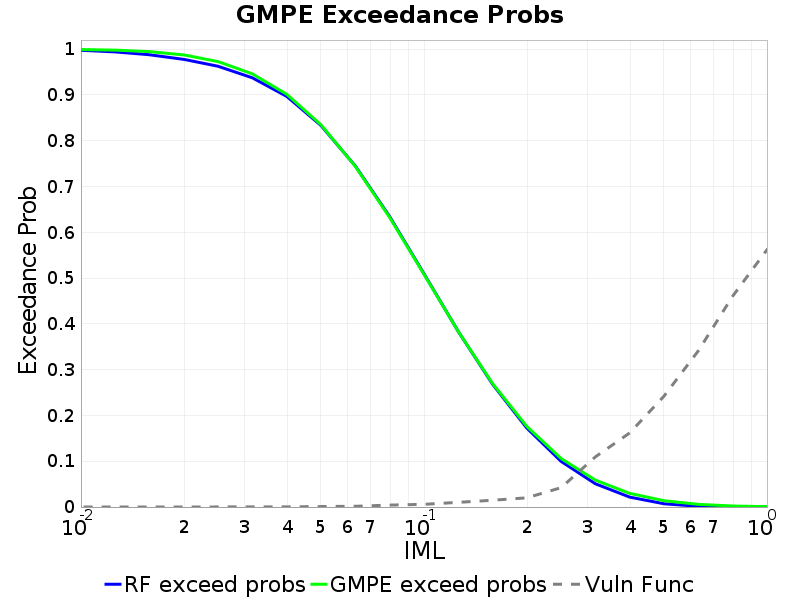 GMPE Exceedance Probs
Exceedance Prob
1
0.9
0.8
0.7
0.6
0.5
0.4
0.3
0.2
0.1
0
10-2 2 3 4 5 6 7 10-1 2 3 4 5 6 7 100
IML
RF exceed probs GMPE exceed probs Vuln Func